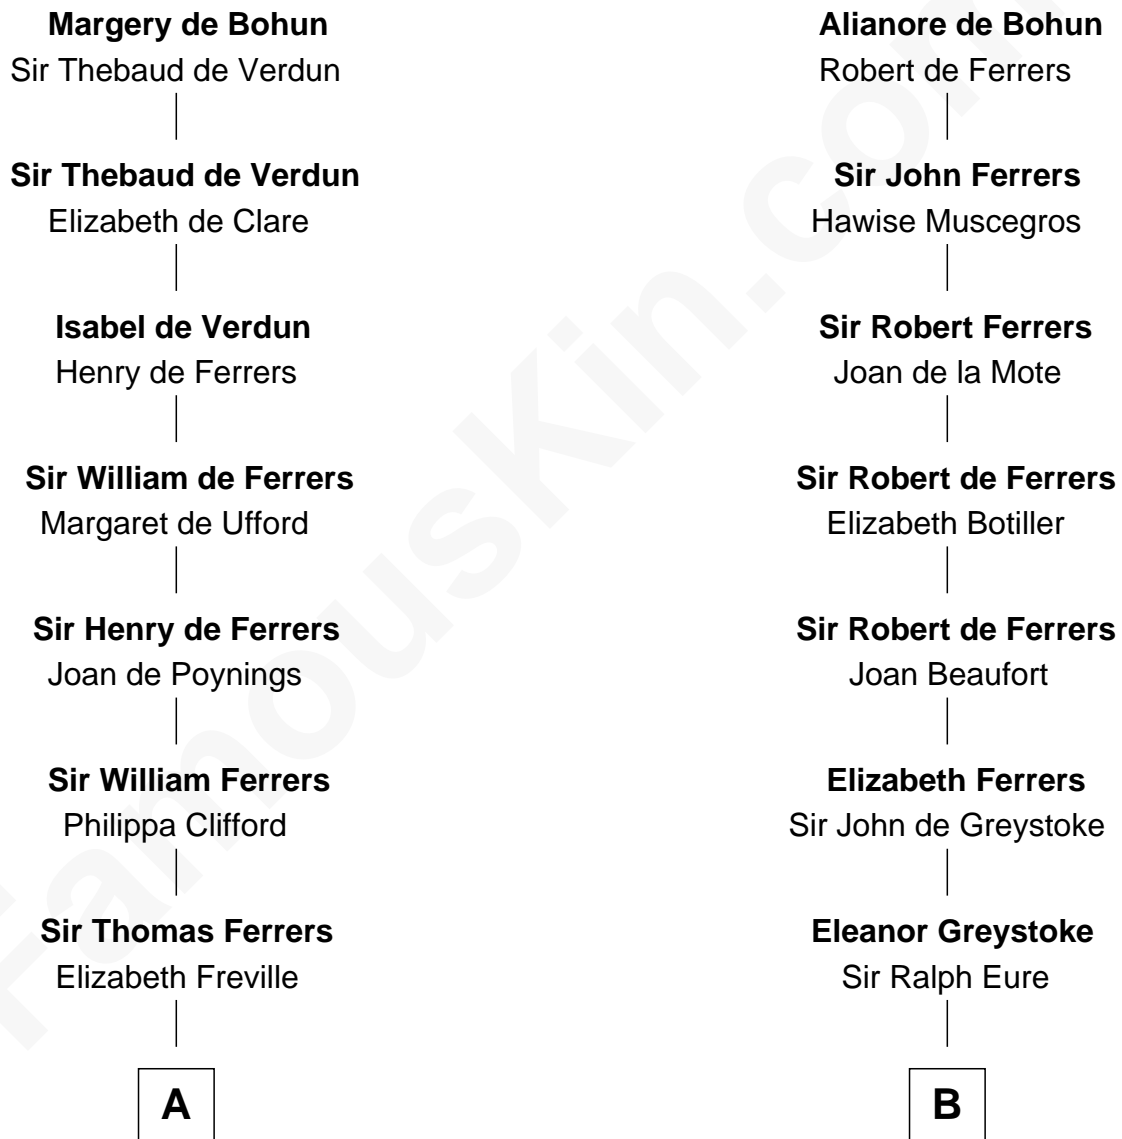 Margery de Bohun
Sir Thebaud de Verdun
Sir Thebaud de Verdun
Elizabeth de Clare
Isabel de Verdun
Henry de Ferrers
Sir William de Ferrers
Margaret de Ufford
Sir Henry de Ferrers
Joan de Poynings
Sir William Ferrers
Philippa Clifford
Sir Thomas Ferrers
Elizabeth Freville
A
Alianore de Bohun
Robert de Ferrers
Sir John Ferrers
Hawise Muscegros
Sir Robert Ferrers
Joan de la Mote
Sir Robert de Ferrers
Elizabeth Botiller
Sir Robert de Ferrers
Joan Beaufort
Elizabeth Ferrers
Sir John de Greystoke
Eleanor Greystoke
Sir Ralph Eure
B
FamousKin.com